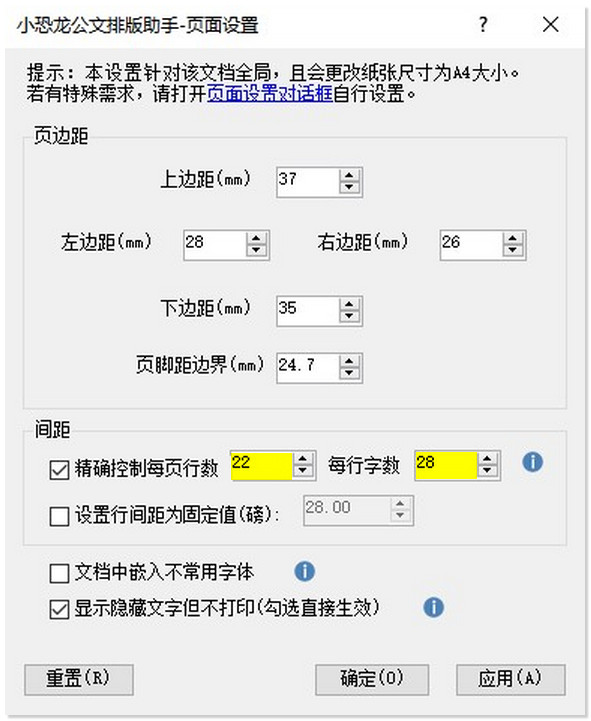 小恐龙公文排版助手-页面设置 ?
提示：本设置针对该文档全局，且会更改纸张尺寸为A4大小。
若有特殊需求，请打开页面设置对话框自行设置。
页边距
上边距(mm) 37
左边距(mm) 28 右边距(mm) 26
下边距(mm) 35
页脚距边界(mm) 24.7
间距
精确控制每页行数 22 每行字数 28
设置行间距为固定值(磅): 28.00
文档中嵌入不常用字体
显示隐藏文字但不打印(勾选直接生效)
重置(R) 确定(O) 应用(A)